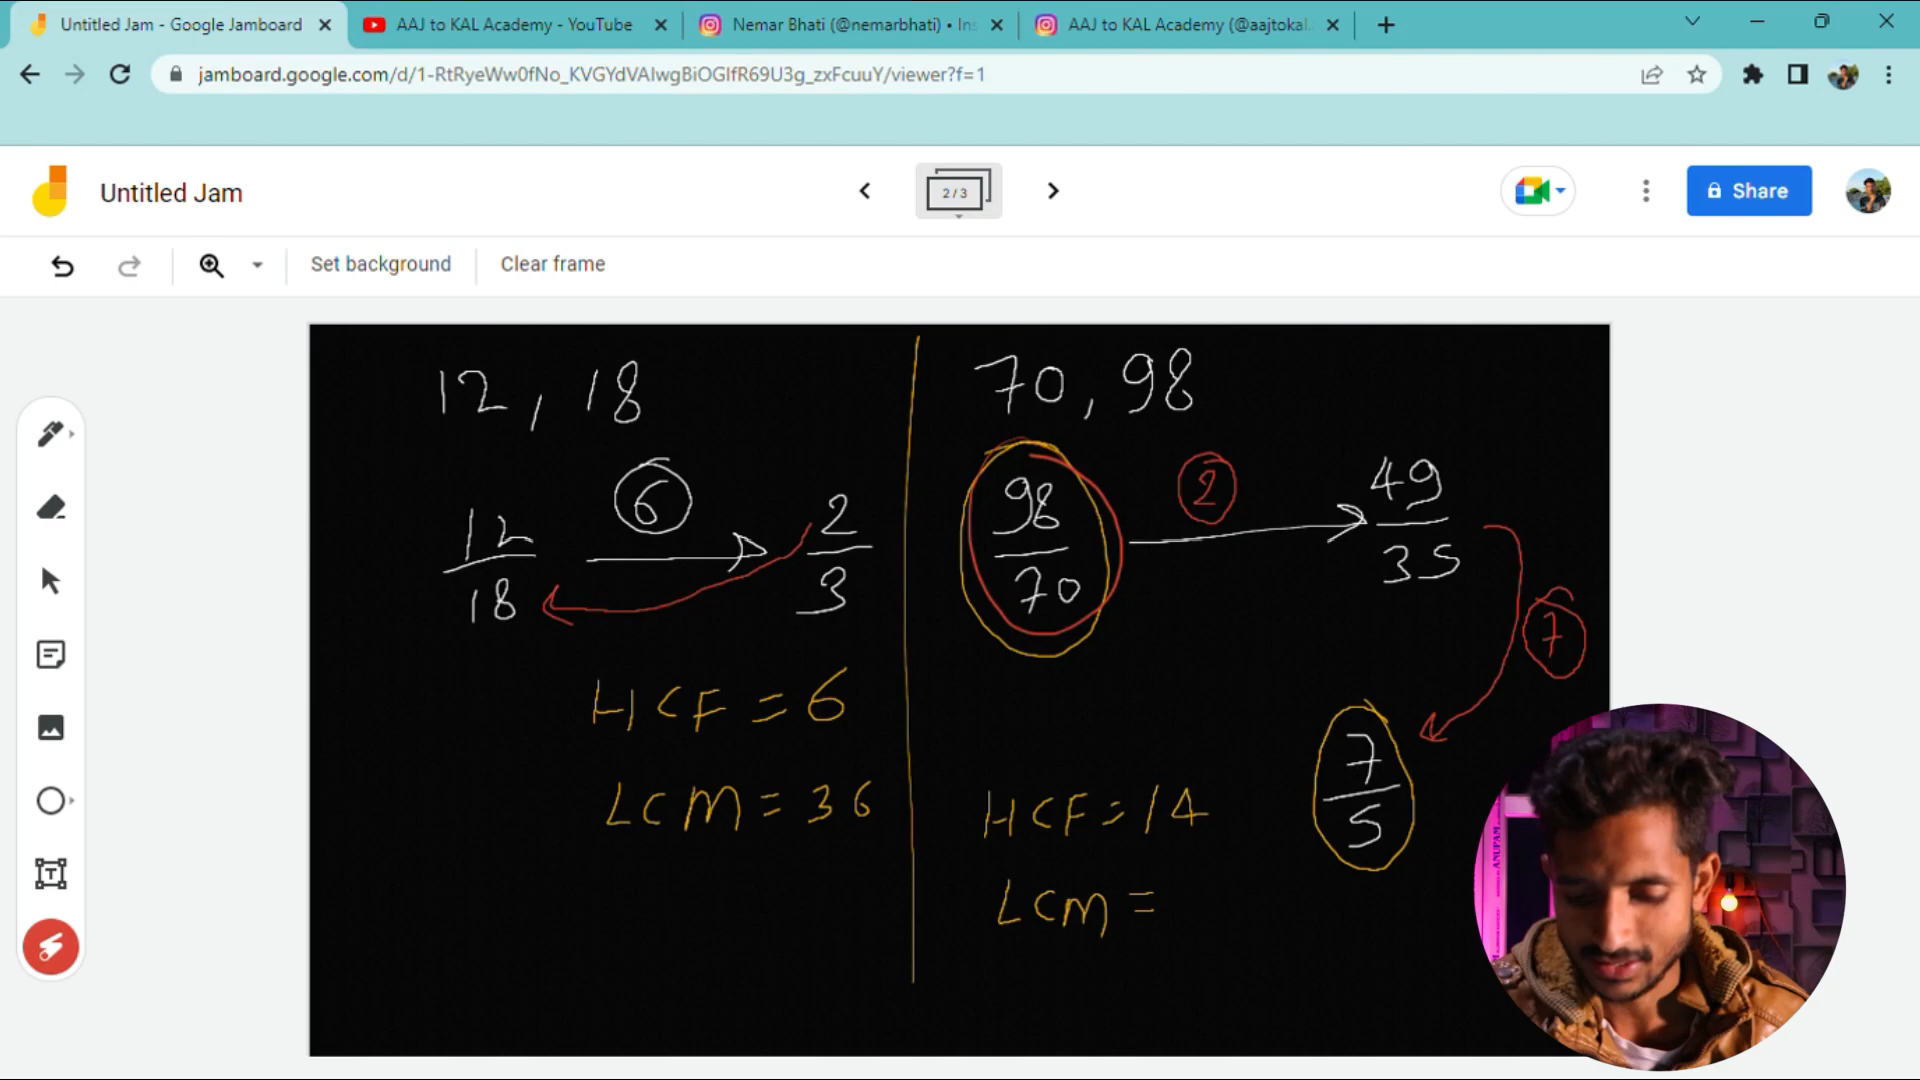 Untitled Jam - Google Jamboard
AAJ to KAL Academy - YouTube
Nemar Bhati (@nemarbhati) • Ins
AAJ to KAL Academy (@aajtokal.
jamboard.google.com/d/1-RtRyeWw0fNo_KVGYdVAIwgBiOGIfR69U3g_zxFcuuY/viewer?f=1
Untitled Jam
2 / 3
Share
Set background
Clear frame
12, 18
12
18
6
2
3
HCF = 6
LCM = 36
70, 98
98
70
2
49
35
7
7
5
HCF = 14
LCM =
ANUPAM